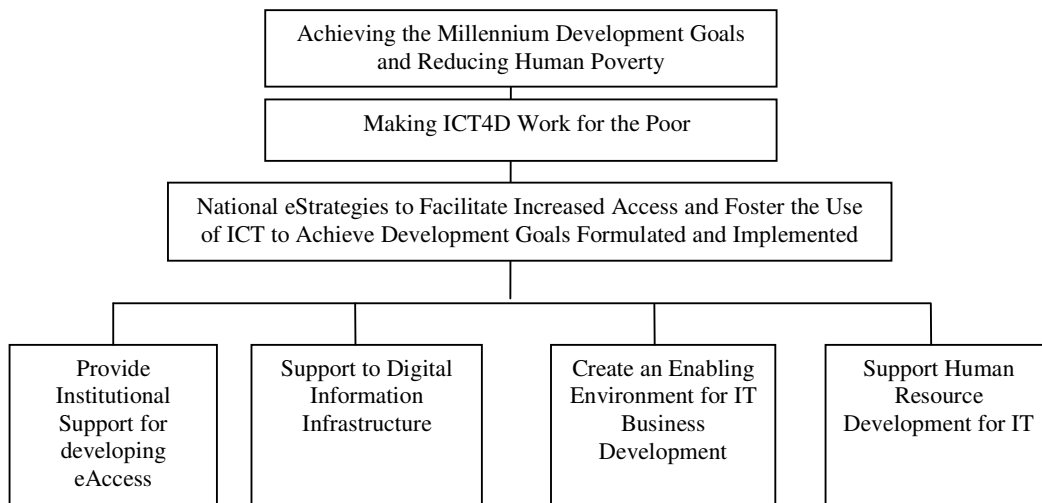 Achieving the Millennium Development Goals
and Reducing Human Poverty
Making ICT4D Work for the Poor
National eStrategies to Facilitate Increased Access and Foster the Use
of ICT to Achieve Development Goals Formulated and Implemented
Provide
Institutional
Support for
developing
eAccess
Support to Digital
Information
Infrastructure
Create an Enabling
Environment for IT
Business
Development
Support Human
Resource
Development for IT